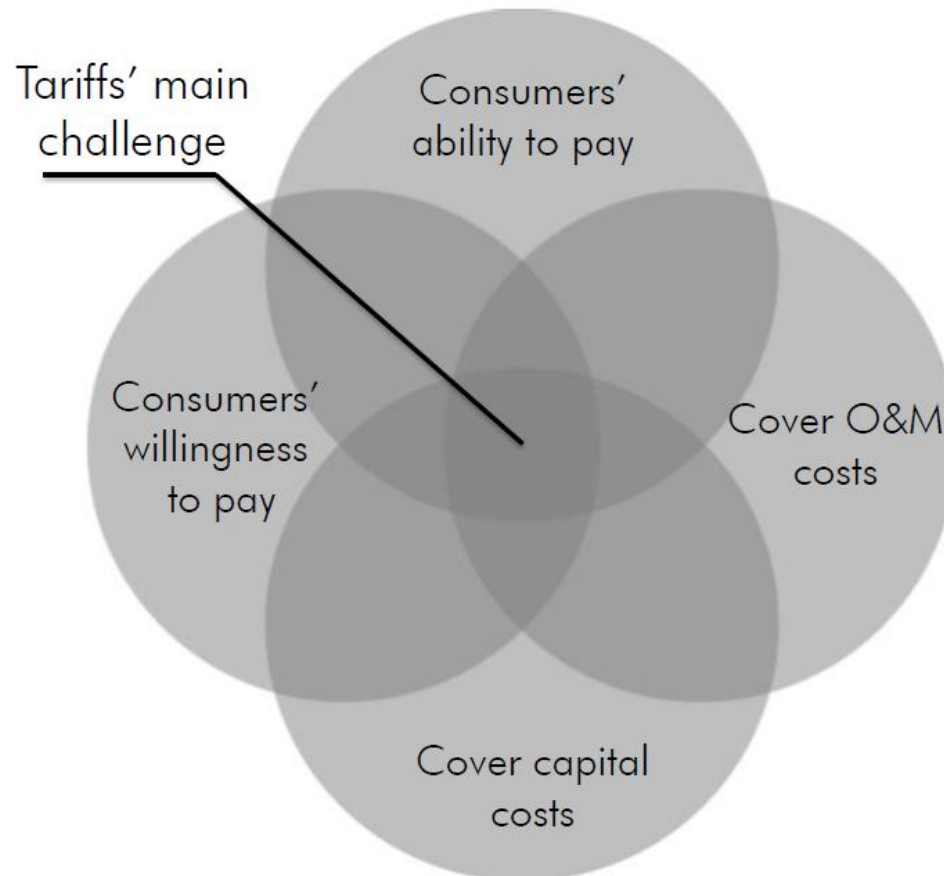 Tariffs’ main
challenge
Consumers’
ability to pay
Consumers’
willingness
to pay
Cover O&M
costs
Cover capital
costs